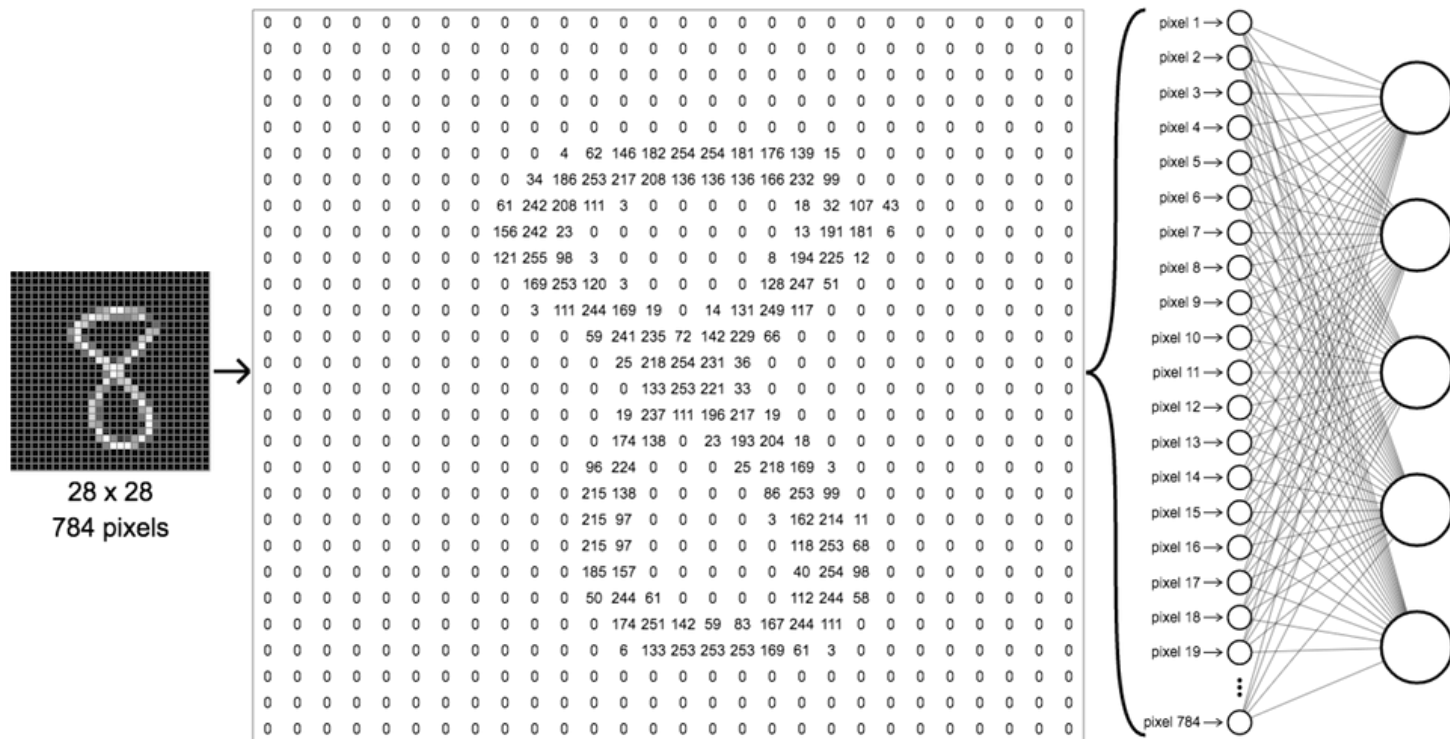 28 x 28
784 pixels
0 0 0 0 0 0 0 0 0 0 0 0 0 0 0 0 0 0 0 0 0 0 0 0 0 0 0 0
0 0 0 0 0 0 0 0 0 0 0 0 0 0 0 0 0 0 0 0 0 0 0 0 0 0 0 0
0 0 0 0 0 0 0 0 0 0 0 0 0 0 0 0 0 0 0 0 0 0 0 0 0 0 0 0
0 0 0 0 0 0 0 0 0 0 0 0 0 0 0 0 0 0 0 0 0 0 0 0 0 0 0 0
0 0 0 0 0 0 0 0 0 0 0 0 0 0 0 0 0 0 0 0 0 0 0 0 0 0 0 0
0 0 0 0 0 0 0 0 0 0 4 62 146 182 254 254 181 176 139 15 0 0 0 0 0 0 0 0
0 0 0 0 0 0 0 0 0 34 186 253 217 208 136 136 136 166 232 99 0 0 0 0 0 0 0 0
0 0 0 0 0 0 0 0 61 242 208 111 3 0 0 0 0 0 18 32 107 43 0 0 0 0 0 0
0 0 0 0 0 0 0 0 156 242 23 0 0 0 0 0 0 0 13 191 181 6 0 0 0 0 0 0
0 0 0 0 0 0 0 0 121 255 98 3 0 0 0 0 0 8 194 225 12 0 0 0 0 0 0 0
0 0 0 0 0 0 0 0 0 169 253 120 3 0 0 0 0 128 247 51 0 0 0 0 0 0 0 0
0 0 0 0 0 0 0 0 0 3 111 244 169 19 0 14 131 249 117 0 0 0 0 0 0 0 0 0
0 0 0 0 0 0 0 0 0 0 0 59 241 235 72 142 229 66 0 0 0 0 0 0 0 0 0 0
0 0 0 0 0 0 0 0 0 0 0 0 25 218 254 231 36 0 0 0 0 0 0 0 0 0 0 0
0 0 0 0 0 0 0 0 0 0 0 0 0 133 253 221 33 0 0 0 0 0 0 0 0 0 0 0
0 0 0 0 0 0 0 0 0 0 0 0 19 237 111 196 217 19 0 0 0 0 0 0 0 0 0 0
0 0 0 0 0 0 0 0 0 0 0 0 174 138 0 23 193 204 18 0 0 0 0 0 0 0 0 0
0 0 0 0 0 0 0 0 0 0 0 96 224 0 0 0 25 218 169 3 0 0 0 0 0 0 0 0
0 0 0 0 0 0 0 0 0 0 0 215 138 0 0 0 0 86 253 99 0 0 0 0 0 0 0 0
0 0 0 0 0 0 0 0 0 0 0 215 97 0 0 0 0 3 162 214 11 0 0 0 0 0 0 0
0 0 0 0 0 0 0 0 0 0 0 215 97 0 0 0 0 0 118 253 68 0 0 0 0 0 0 0
0 0 0 0 0 0 0 0 0 0 0 185 157 0 0 0 0 0 40 254 98 0 0 0 0 0 0 0
0 0 0 0 0 0 0 0 0 0 0 50 244 61 0 0 0 0 112 244 58 0 0 0 0 0 0 0
0 0 0 0 0 0 0 0 0 0 0 0 174 251 142 59 83 167 244 111 0 0 0 0 0 0 0 0
0 0 0 0 0 0 0 0 0 0 0 0 6 133 253 253 253 169 61 3 0 0 0 0 0 0 0 0
0 0 0 0 0 0 0 0 0 0 0 0 0 0 0 0 0 0 0 0 0 0 0 0 0 0 0 0
0 0 0 0 0 0 0 0 0 0 0 0 0 0 0 0 0 0 0 0 0 0 0 0 0 0 0 0
0 0 0 0 0 0 0 0 0 0 0 0 0 0 0 0 0 0 0 0 0 0 0 0 0 0 0 0
pixel 1
pixel 2
pixel 3
pixel 4
pixel 5
pixel 6
pixel 7
pixel 8
pixel 9
pixel 10
pixel 11
pixel 12
pixel 13
pixel 14
pixel 15
pixel 16
pixel 17
pixel 18
pixel 19
pixel 784